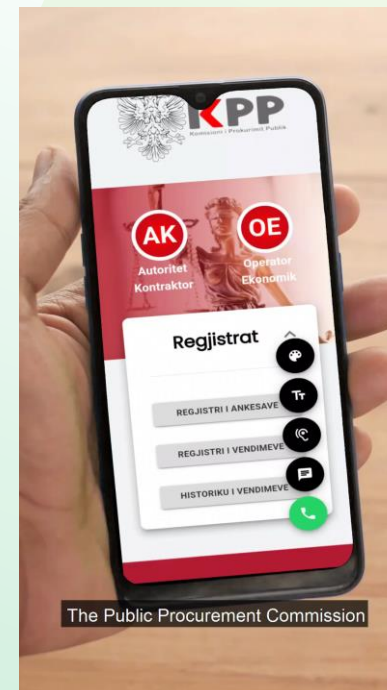 KPP
Komisioni i Prokurimit Publik
AK
OE
Autoritet
Kontraktor
Operator
Ekonomik
Regjistrat
Tт
REGJISTRI I ANKESAVE
REGJISTRI I VENDIMEVE
HISTORIKU I VENDIMEVE
The Public Procurement Commission